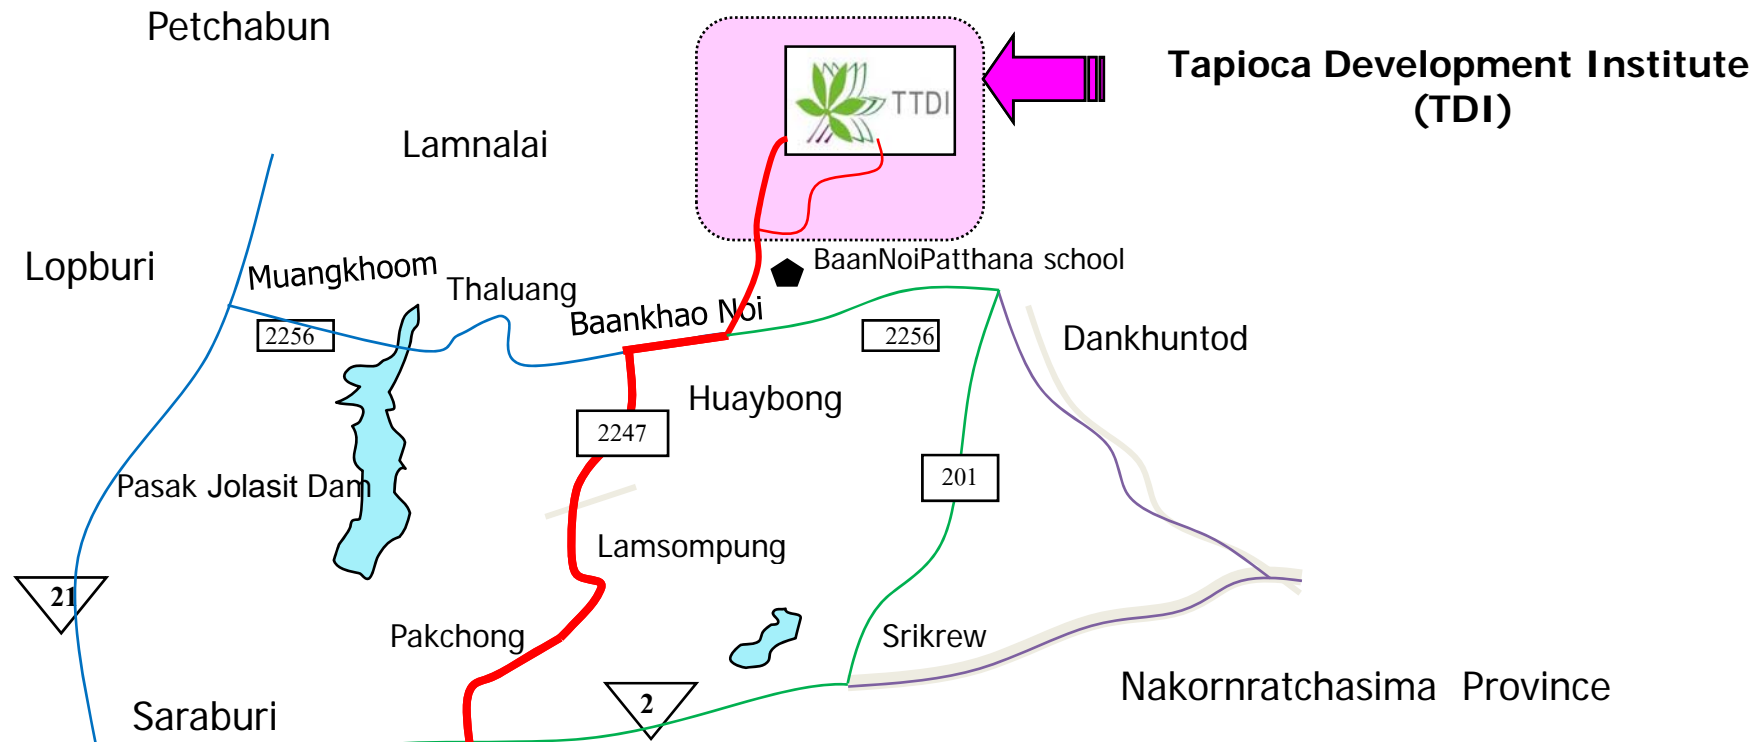 Petchabun
Tapioca Development Institute
(TDI)
TTDI
Lamnalai
Lopburi
Muangkhoom
Thaluang
BaanNoiPatthana school
Baankhao Noi
2256
2256
Dankhuntod
Huaybong
2247
201
Pasak Jolasit Dam
Lamsompung
21
Pakchong
Srikrew
Nakornratchasima Province
2
Saraburi